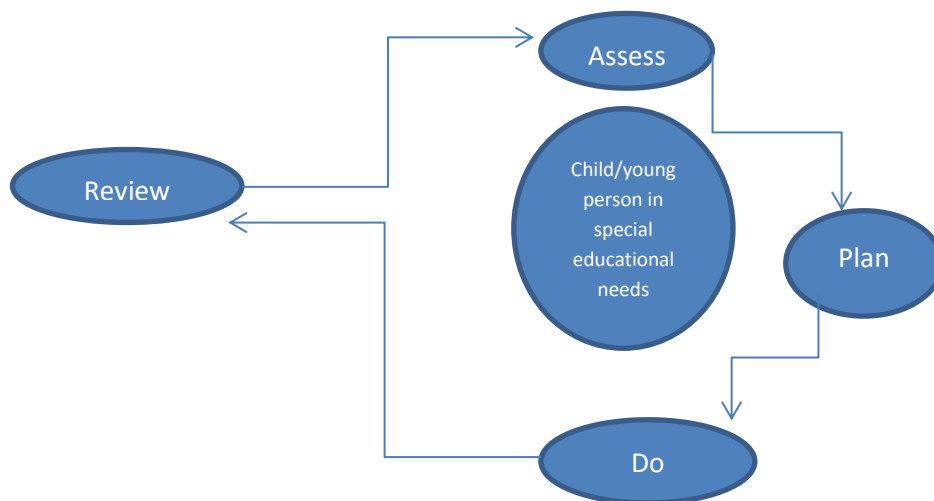 Assess
Child/young
person in
special
educational
needs
Review
Plan
Do